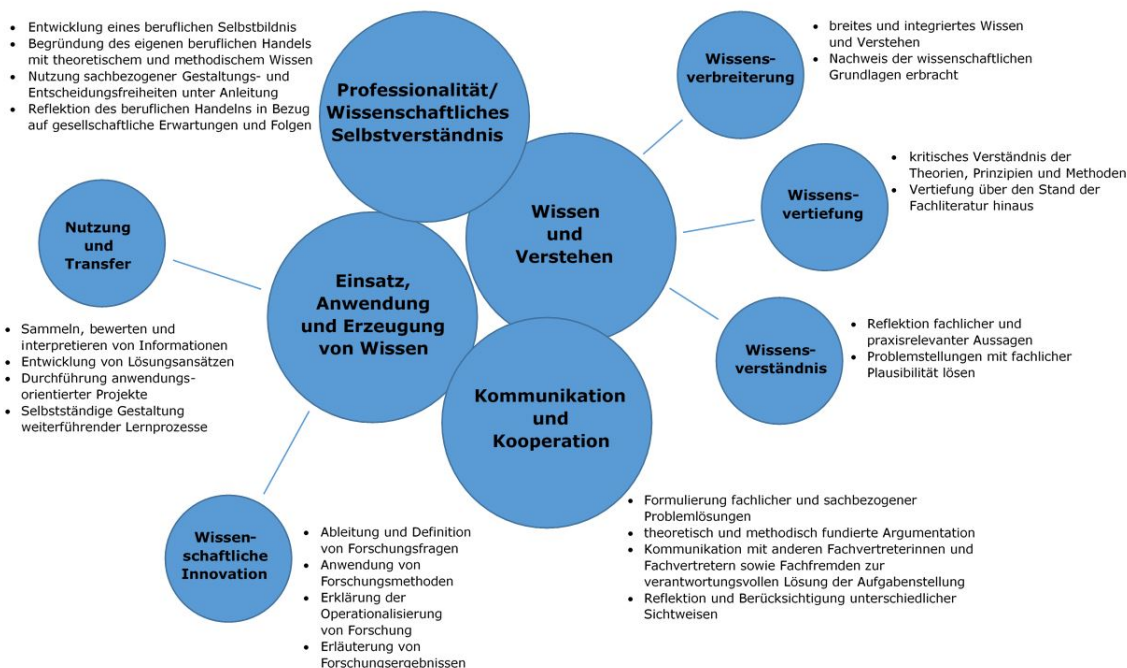 • Entwicklung eines beruflichen Selbstbildnis
• Begründung des eigenen beruflichen Handels
mit theoretischem und methodischem Wissen
• Nutzung sachbezogener Gestaltungs- und
Entscheidungsfreiheiten unter Anleitung
• Reflektion des beruflichen Handelns in Bezug
auf gesellschaftliche Erwartungen und Folgen
Professionalität/
Wissenschaftliches
Selbstverständnis
Wissens-
verbreiterung
• breites und integriertes Wissen
und Verstehen
• Nachweis der wissenschaftlichen
Grundlagen erbracht
Wissen
und
Verstehen
Wissens-
vertiefung
• kritisches Verständnis der
Theorien, Prinzipien und Methoden
• Vertiefung über den Stand der
Fachliteratur hinaus
Wissens-
verständnis
• Reflektion fachlicher und
praxisrelevanter Aussagen
• Problemstellungen mit fachlicher
Plausibilität lösen
Nutzung
und
Transfer
• Sammeln, bewerten und
interpretieren von Informationen
• Entwicklung von Lösungsansätzen
• Durchführung anwendungs-
orientierter Projekte
• Selbstständige Gestaltung
weiterführender Lernprozesse
Einsatz,
Anwendung
und Erzeugung
von Wissen
Kommunikation
und
Kooperation
• Formulierung fachlicher und sachbezogener
Problemlösungen
• theoretisch und methodisch fundierte Argumentation
• Kommunikation mit anderen Fachvertreterinnen und
Fachvertretern sowie Fachfremden zur
verantwortungsvollen Lösung der Aufgabenstellung
• Reflektion und Berücksichtigung unterschiedlicher
Sichtweisen
Wissen-
schaftliche
Innovation
• Ableitung und Definition
von Forschungsfragen
• Anwendung von
Forschungsmethoden
• Erklärung der
Operationalisierung
von Forschung
• Erläuterung von
Forschungsergebnissen